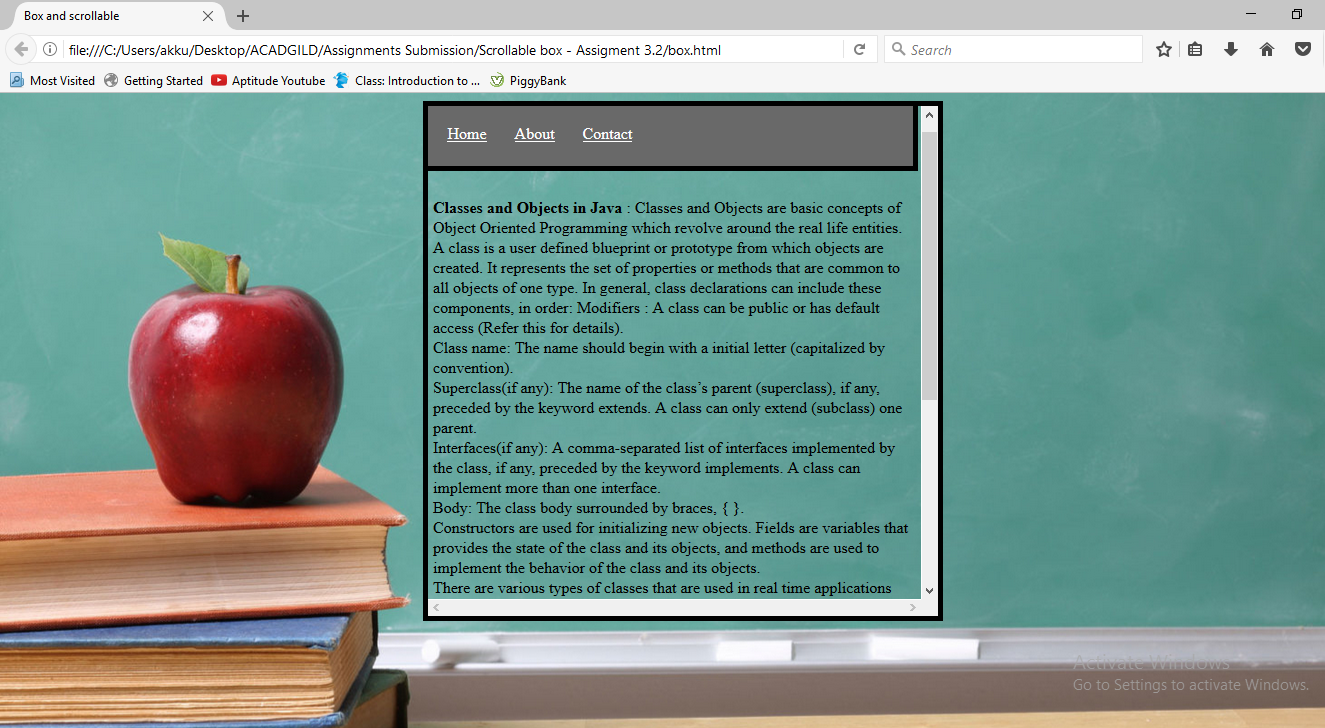 Box and scrollable
file:///C:/Users/akku/Desktop/ACADGILD/Assignments Submission/Scrollable box - Assigment 3.2/box.html
Search
Most Visited Getting Started Aptitude Youtube Class: Introduction to ... PiggyBank
Home About Contact
Classes and Objects in Java : Classes and Objects are basic concepts of
Object Oriented Programming which revolve around the real life entities.
A class is a user defined blueprint or prototype from which objects are
created. It represents the set of properties or methods that are common to
all objects of one type. In general, class declarations can include these
components, in order: Modifiers : A class can be public or has default
access (Refer this for details).
Class name: The name should begin with a initial letter (capitalized by
convention).
Superclass(if any): The name of the class’s parent (superclass), if any,
preceded by the keyword extends. A class can only extend (subclass) one
parent.
Interfaces(if any): A comma-separated list of interfaces implemented by
the class, if any, preceded by the keyword implements. A class can
implement more than one interface.
Body: The class body surrounded by braces, { }.
Constructors are used for initializing new objects. Fields are variables that
provides the state of the class and its objects, and methods are used to
implement the behavior of the class and its objects.
There are various types of classes that are used in real time applications
Activate Windows
Go to Settings to activate Windows.